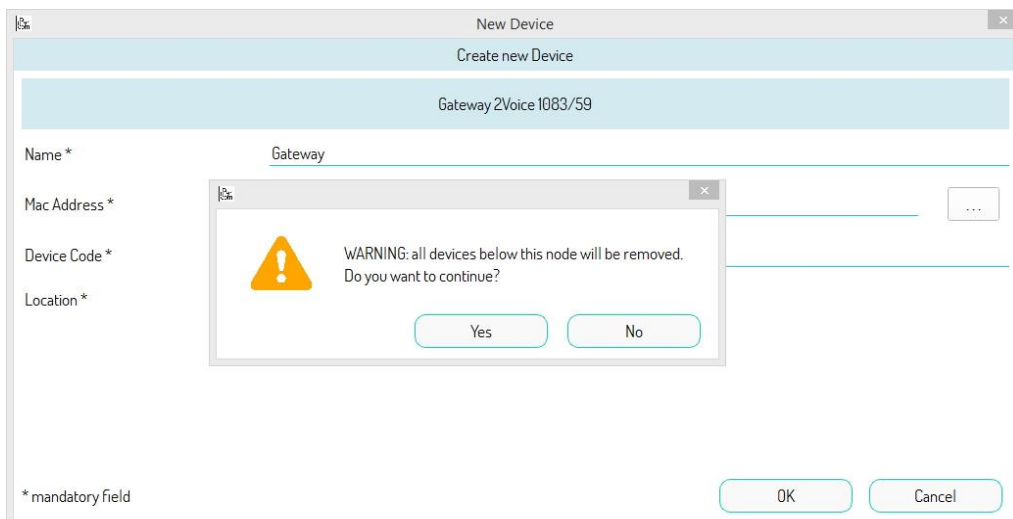 New Device
Create new Device
Gateway 2Voice 1083/59
Name *
Gateway
Mac Address *
...
Device Code *
Location *
WARNING: all devices below this node will be removed.
Do you want to continue?
Yes
No
* mandatory field
OK
Cancel